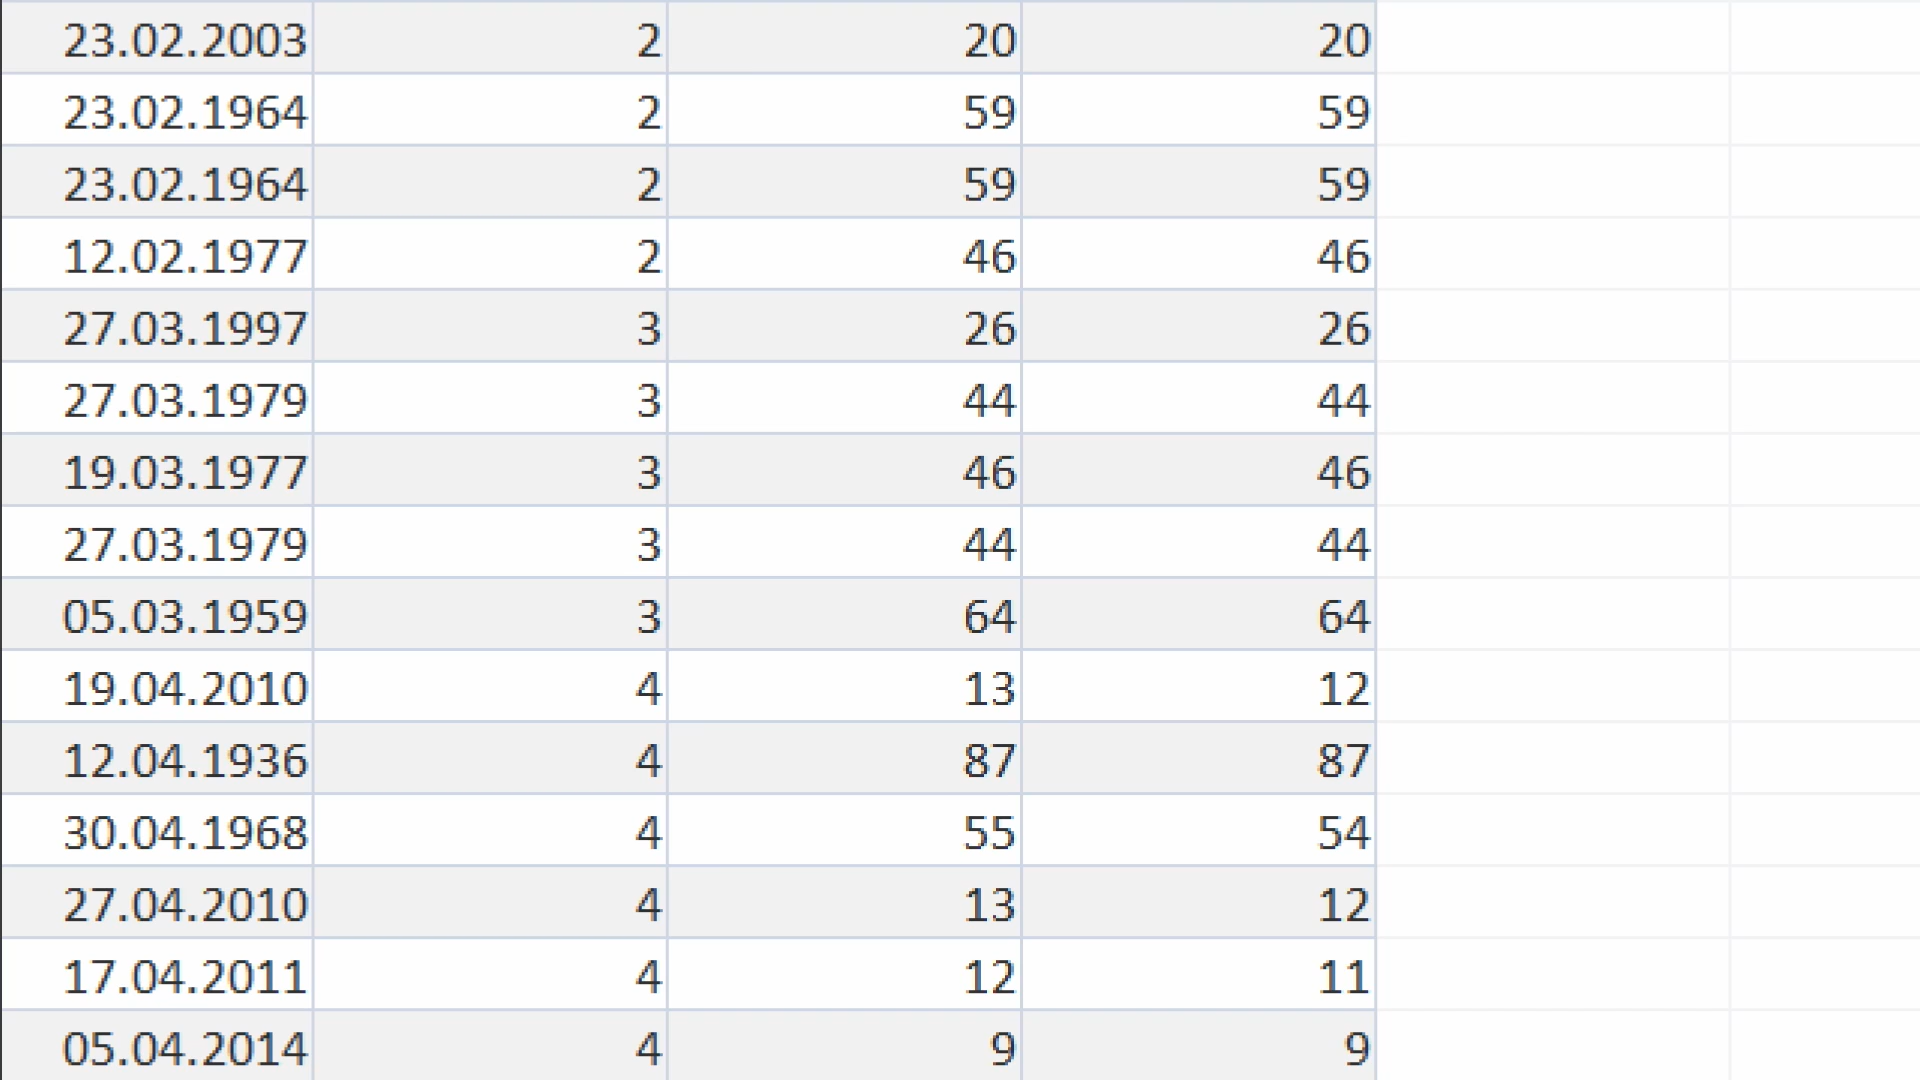 23.02.2003 2 20 20
23.02.1964 2 59 59
23.02.1964 2 59 59
12.02.1977 2 46 46
27.03.1997 3 26 26
27.03.1979 3 44 44
19.03.1977 3 46 46
27.03.1979 3 44 44
05.03.1959 3 64 64
19.04.2010 4 13 12
12.04.1936 4 87 87
30.04.1968 4 55 54
27.04.2010 4 13 12
17.04.2011 4 12 11
05.04.2014 4 9 9